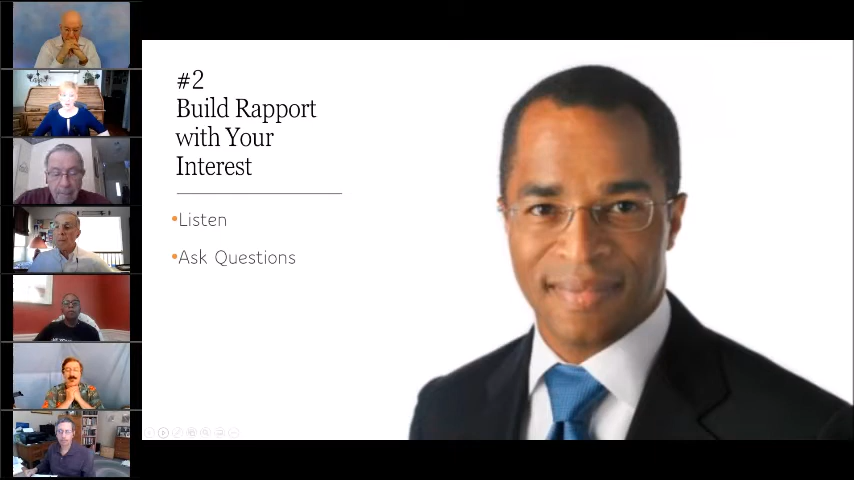 #2
Build Rapport
with Your
Interest
•Listen
•Ask Questions